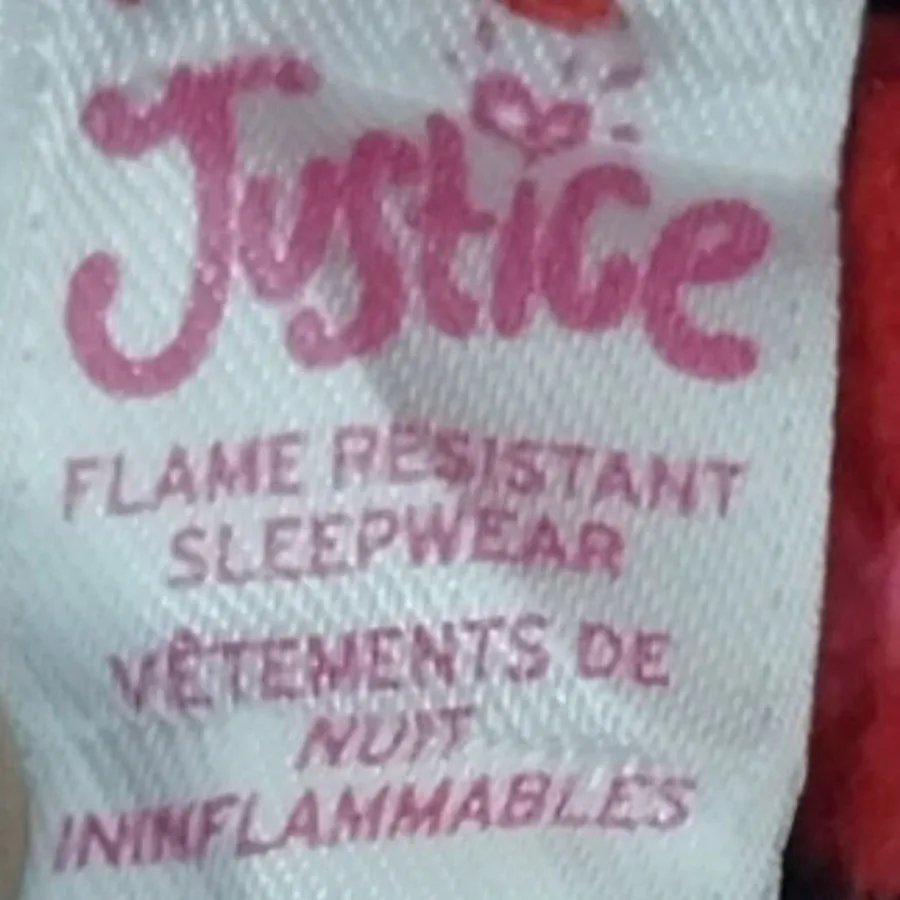 Justice
FLAME RESISTANT
SLEEPWEAR
VÊTEMENTS DE
NUIT
ININFLAMMABLES